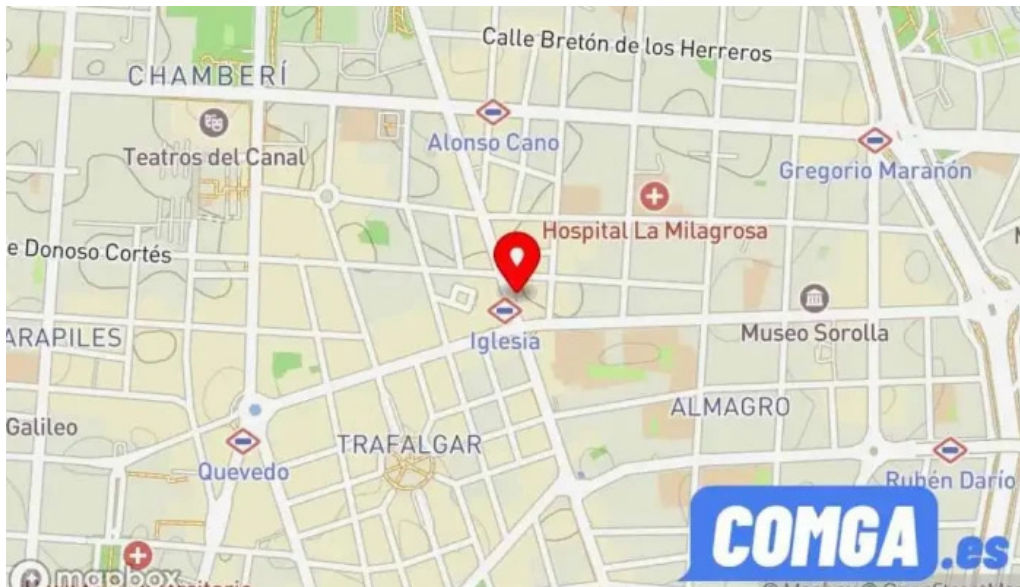 Calle Bretón de los Herreros
CHAMBERÍ
Alonso Cano
Teatros del Canal
Gregorio Marañón
Hospital La Milagrosa
e Donoso Cortés
Iglesia
Museo Sorolla
ARAPILES
ALMAGRO
Galileo
TRAFALGAR
Quevedo
Rubén Darío
COMGA.es
mapbox